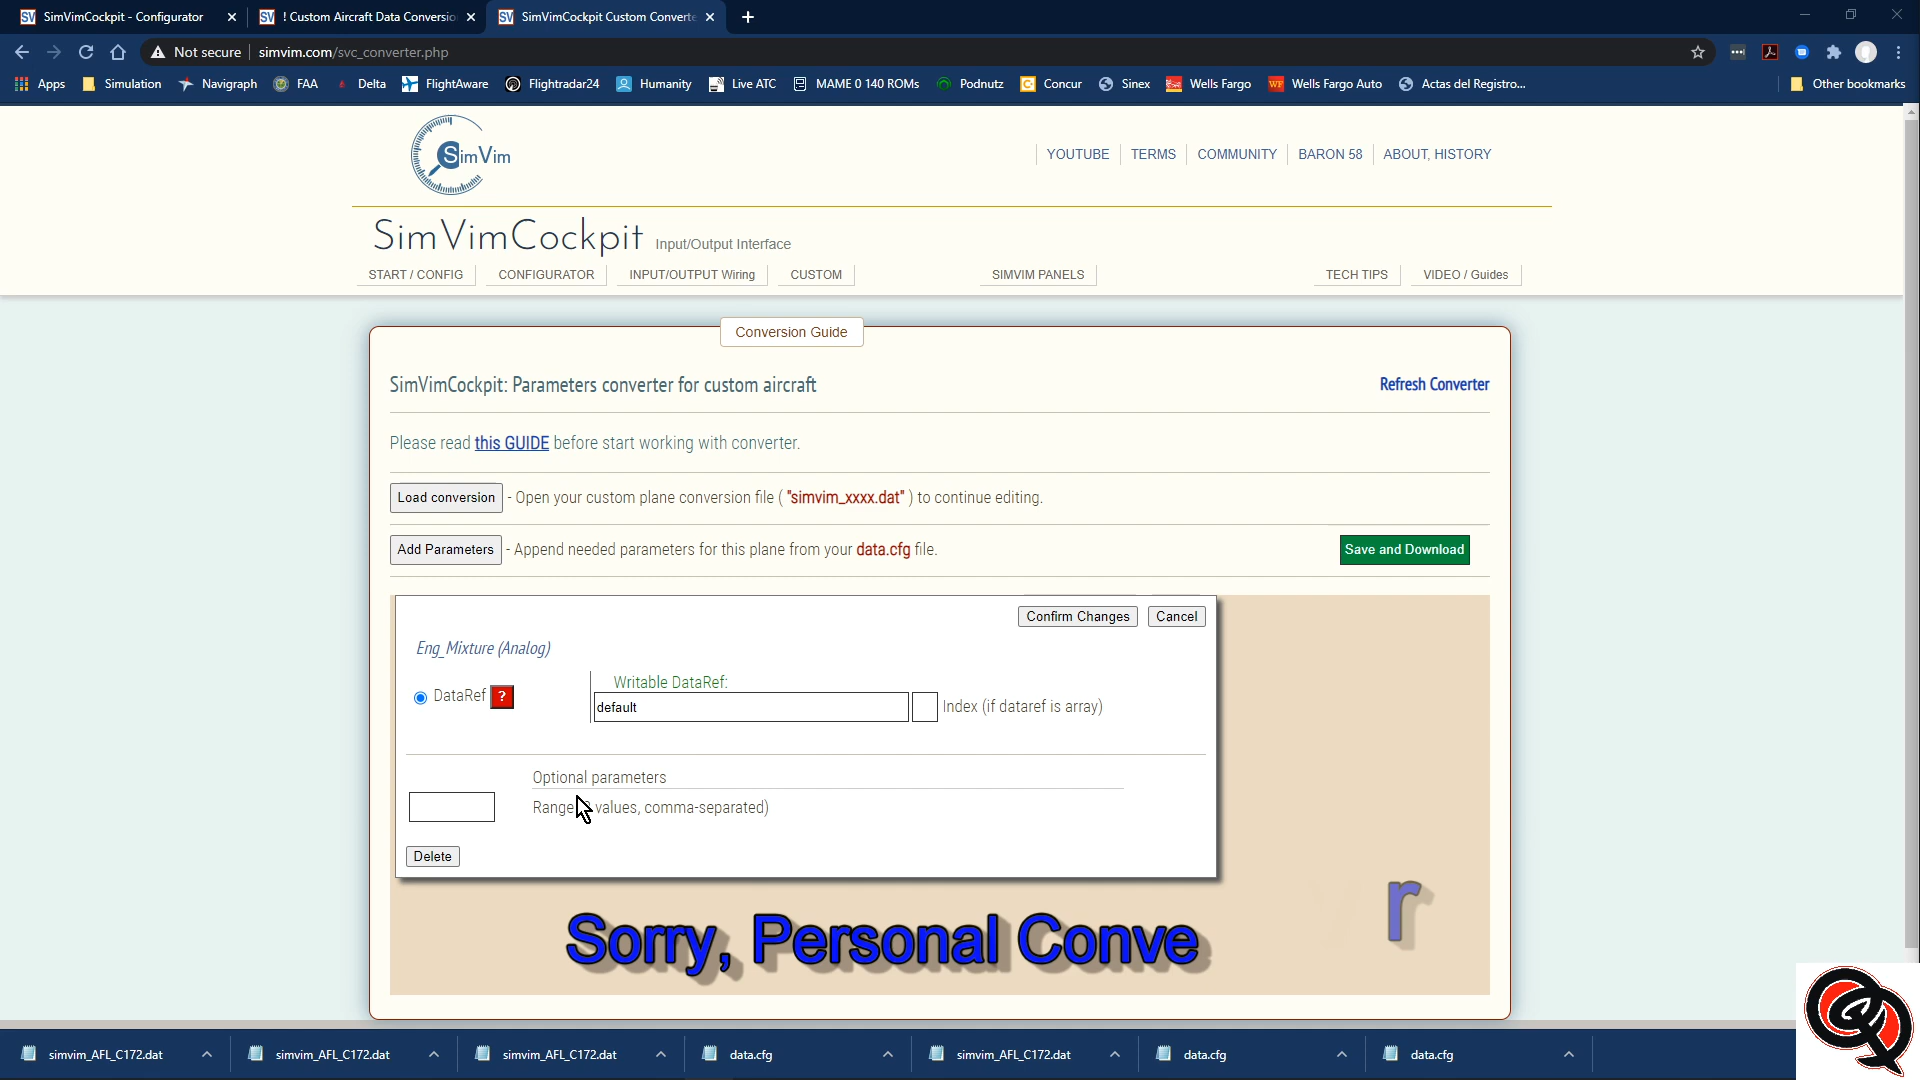 SimVimCockpit - Configurator
! Custom Aircraft Data Conversio
SimVimCockpit Custom Converte
Not secure
simvim.com/svc_converter.php
Apps
Simulation
Navigraph
FAA
Delta
FlightAware
Flightradar24
Humanity
Live ATC
MAME 0 140 ROMs
Podnutz
Concur
Sinex
Wells Fargo
Wells Fargo Auto
Actas del Registro...
Other bookmarks
SimVim
YOUTUBE
TERMS
COMMUNITY
BARON 58
ABOUT, HISTORY
SimVimCockpit Input/Output Interface
START / CONFIG
CONFIGURATOR
INPUT/OUTPUT Wiring
CUSTOM
SIMVIM PANELS
TECH TIPS
VIDEO / Guides
Conversion Guide
SimVimCockpit: Parameters converter for custom aircraft
Refresh Converter
Please read this GUIDE before start working with converter.
Load conversion - Open your custom plane conversion file ( "simvim_xxxx.dat" ) to continue editing.
Add Parameters - Append needed parameters for this plane from your data.cfg file.
Save and Download
Confirm Changes
Cancel
Eng_Mixture (Analog)
DataRef ?
Writable DataRef:
default
Index (if dataref is array)
Optional parameters
Range values, comma-separated)
Delete
Sorry, Personal Conve r
simvim_AFL_C172.dat
simvim_AFL_C172.dat
simvim_AFL_C172.dat
data.cfg
simvim_AFL_C172.dat
data.cfg
data.cfg